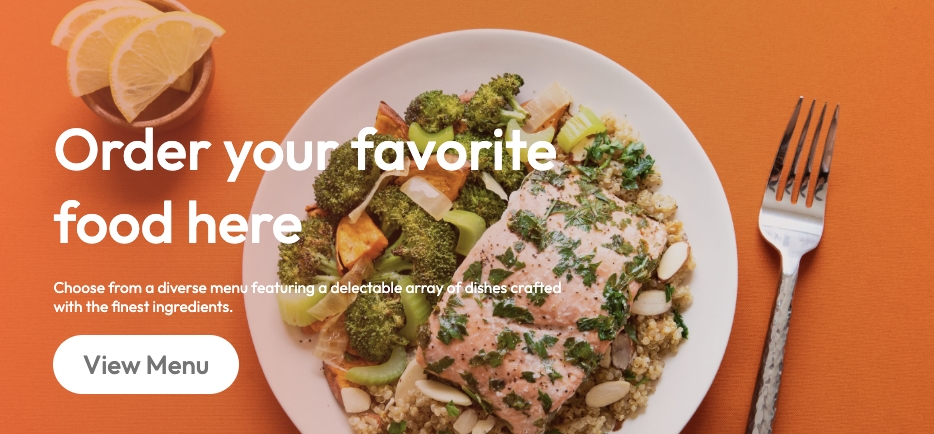 Order your favorite
food here
Choose from a diverse menu featuring a delectable array of dishes crafted
with the finest ingredients.
View Menu